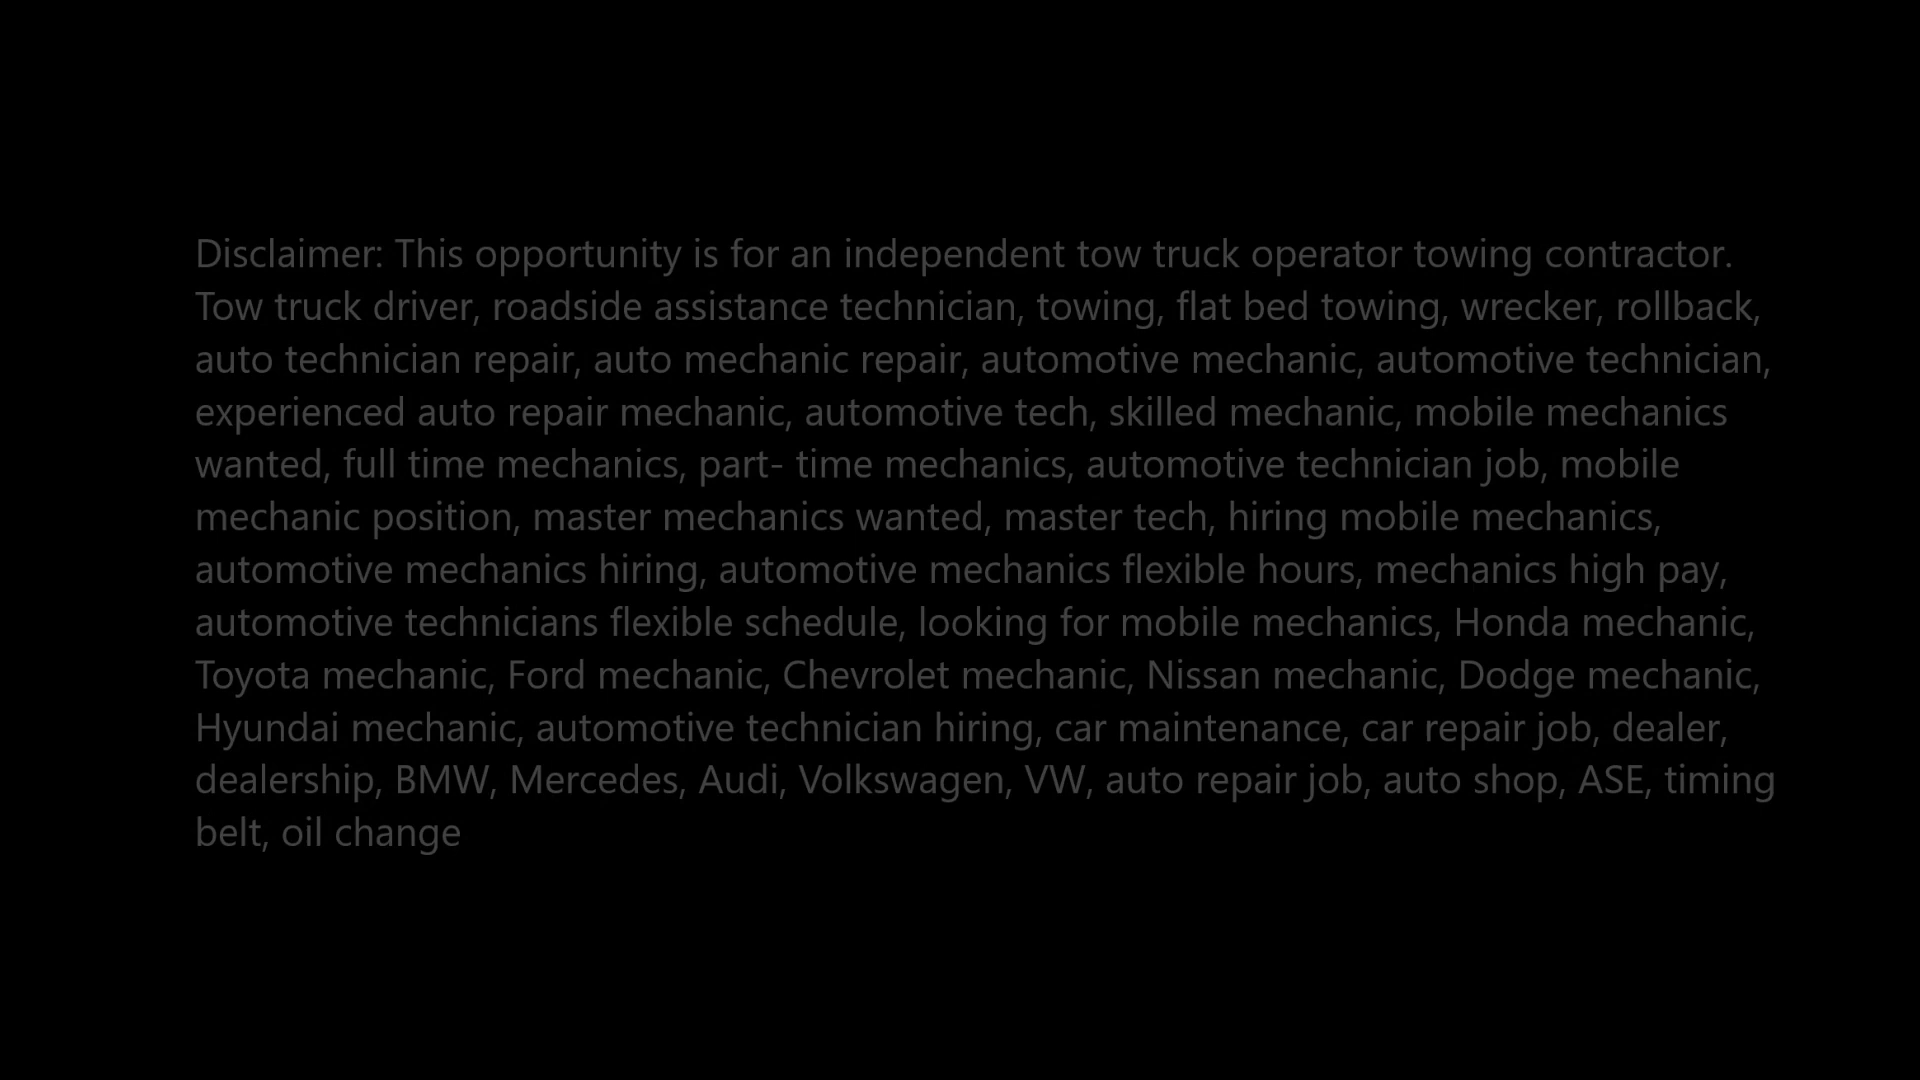 Disclaimer: This opportunity is for an independent tow truck operator towing contractor.
Tow truck driver, roadside assistance technician, towing, flat bed towing, wrecker, rollback,
auto technician repair, auto mechanic repair, automotive mechanic, automotive technician,
experienced auto repair mechanic, automotive tech, skilled mechanic, mobile mechanics
wanted, full time mechanics, part- time mechanics, automotive technician job, mobile
mechanic position, master mechanics wanted, master tech, hiring mobile mechanics,
automotive mechanics hiring, automotive mechanics flexible hours, mechanics high pay,
automotive technicians flexible schedule, looking for mobile mechanics, Honda mechanic,
Toyota mechanic, Ford mechanic, Chevrolet mechanic, Nissan mechanic, Dodge mechanic,
Hyundai mechanic, automotive technician hiring, car maintenance, car repair job, dealer,
dealership, BMW, Mercedes, Audi, Volkswagen, VW, auto repair job, auto shop, ASE, timing
belt, oil change